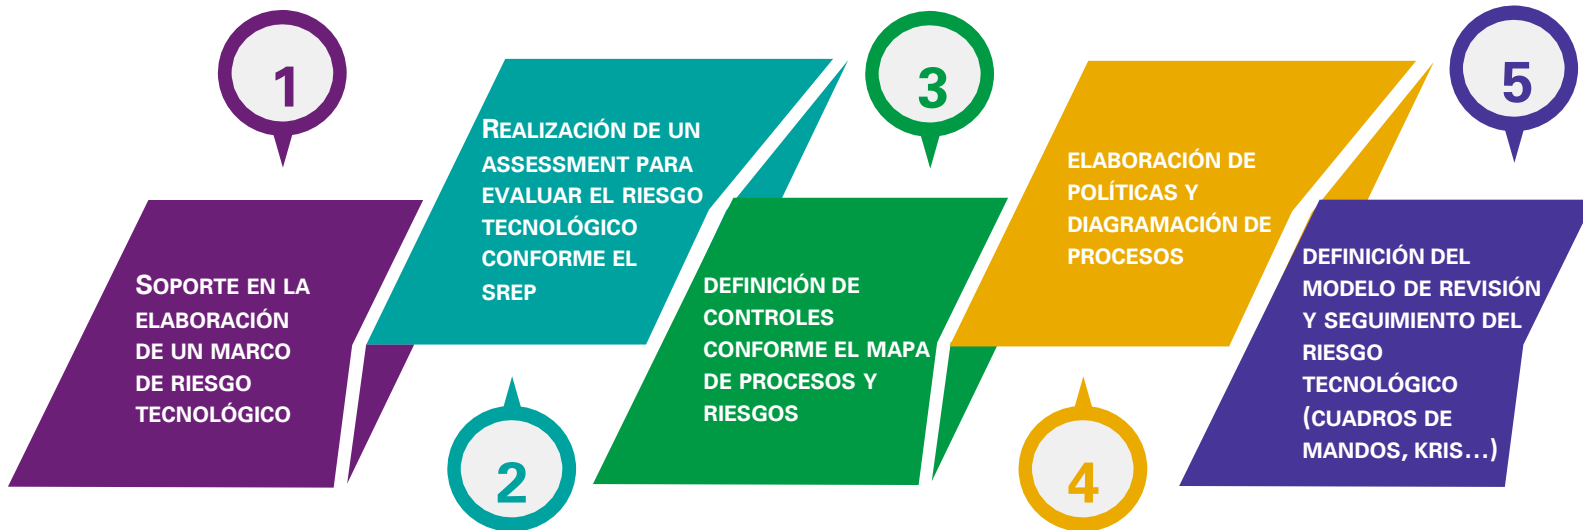 1
SOPORTE EN LA
ELABORACIÓN
DE UN MARCO
DE RIESGO
TECNOLÓGICO
2
REALIZACIÓN DE UN
ASSESSMENT PARA
EVALUAR EL RIESGO
TECNOLÓGICO
CONFORME EL
SREP
3
DEFINICIÓN DE
CONTROLES
CONFORME EL MAPA
DE PROCESOS Y
RIESGOS
4
ELABORACIÓN DE
POLÍTICAS Y
DIAGRAMACIÓN DE
PROCESOS
5
DEFINICIÓN DEL
MODELO DE REVISIÓN
Y SEGUIMIENTO DEL
RIESGO
TECNOLÓGICO
(CUADROS DE
MANDOS, KRIS...)